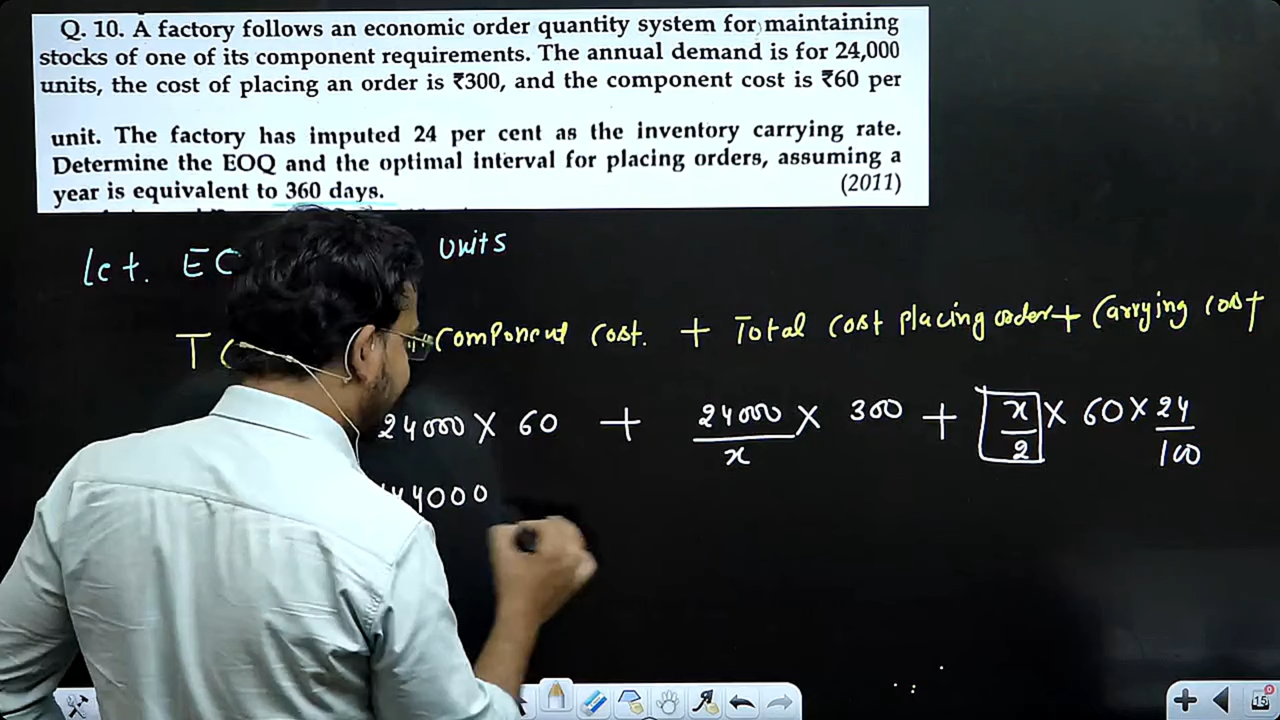 Q. 10. A factory follows an economic order quantity system for maintaining
stocks of one of its component requirements. The annual demand is for 24,000
units, the cost of placing an order is ₹300, and the component cost is ₹60 per
unit. The factory has imputed 24 per cent as the inventory carrying rate.
Determine the EOQ and the optimal interval for placing orders, assuming a
year is equivalent to 360 days.
(2011)
Let. units
component cost. + Total cost placing order + Carrying cost
24000 × 60 + 24000/x × 300 + x/2 × 60 × 24/100
44000
15